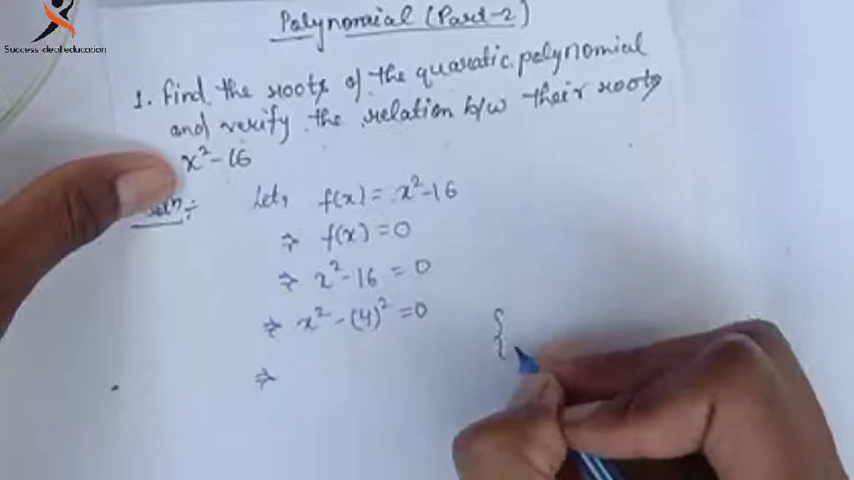 Success ideal education
Polynomial (Part-2)
1. Find the roots of the quadratic polynomial
and verify the relation b/w their roots
x² - 16
Solⁿ :-
Let, f(x) = x² - 16
⇒ f(x) = 0
⇒ x² - 16 = 0
⇒ x² - (4)² = 0 {
⇒